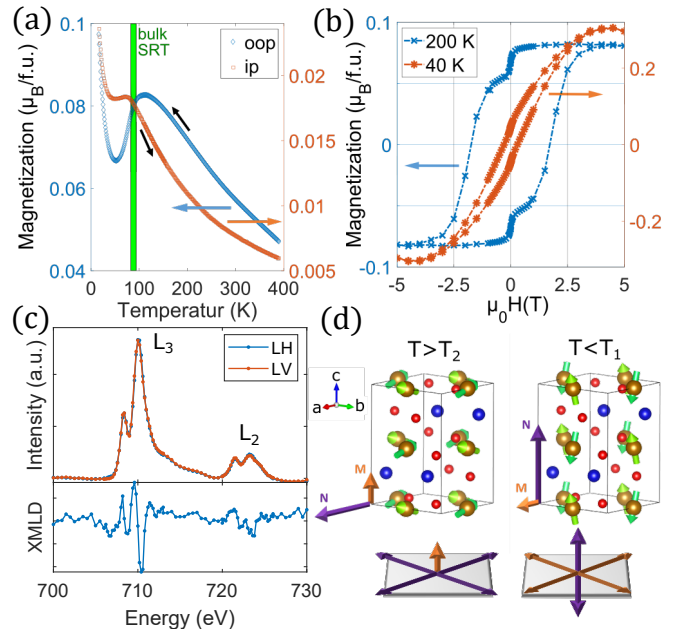 (a)
0.1
0.08
0.06
0.04
Magnetization (μB/f.u.)
bulk
SRT
oop
ip
0.02
0.015
0.01
0.005
0 100 200 300 400
Temperatur (K)
(b)
0.1
0
-0.1
Magnetization (μB/f.u.)
200 K
40 K
0.2
0
-0.2
-5 -2.5 0 2.5 5
μ0H(T)
(c)
L3
L2
LH
LV
Intensity (a.u.)
XMLD
700 710 720 730
Energy (eV)
(d)
T>T2
T<T1
c
a
b
N
M
N
M